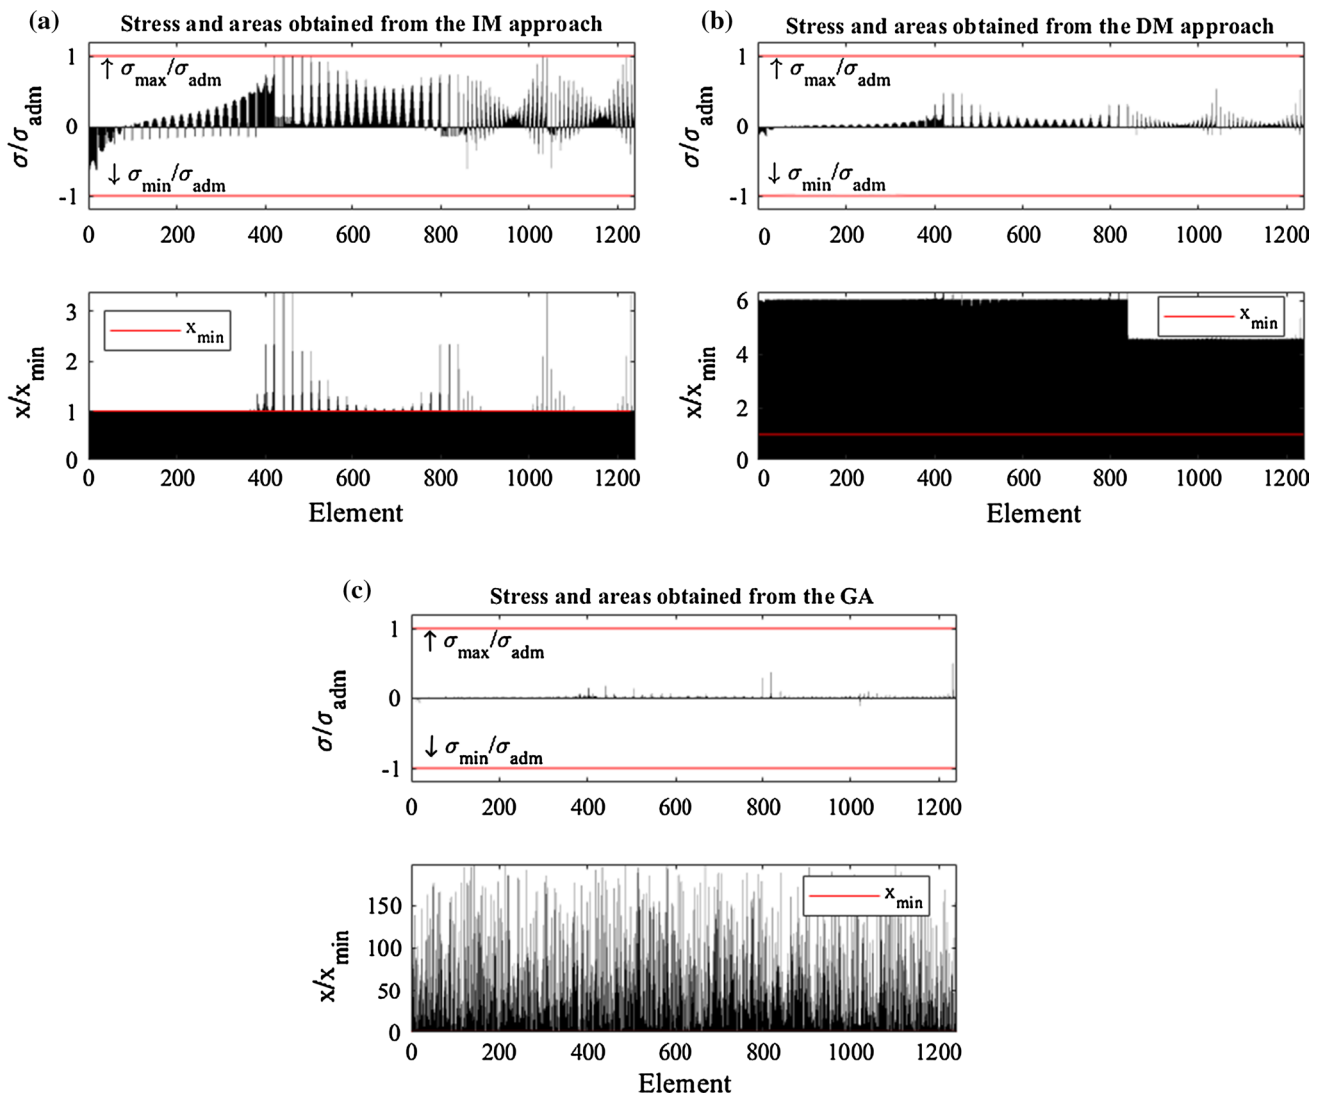 (a) Stress and areas obtained from the IM approach
1
↑ σmax/σadm
0
↓ σmin/σadm
-1
σ/σadm
0 200 400 600 800 1000 1200
3
2
1
0
xmin
x/xmin
0 200 400 600 800 1000 1200
Element
(b) Stress and areas obtained from the DM approach
1
↑ σmax/σadm
0
↓ σmin/σadm
-1
σ/σadm
0 200 400 600 800 1000 1200
6
4
2
0
xmin
x/xmin
0 200 400 600 800 1000 1200
Element
(c) Stress and areas obtained from the GA
1
↑ σmax/σadm
0
↓ σmin/σadm
-1
σ/σadm
0 200 400 600 800 1000 1200
150
100
50
0
xmin
x/xmin
0 200 400 600 800 1000 1200
Element